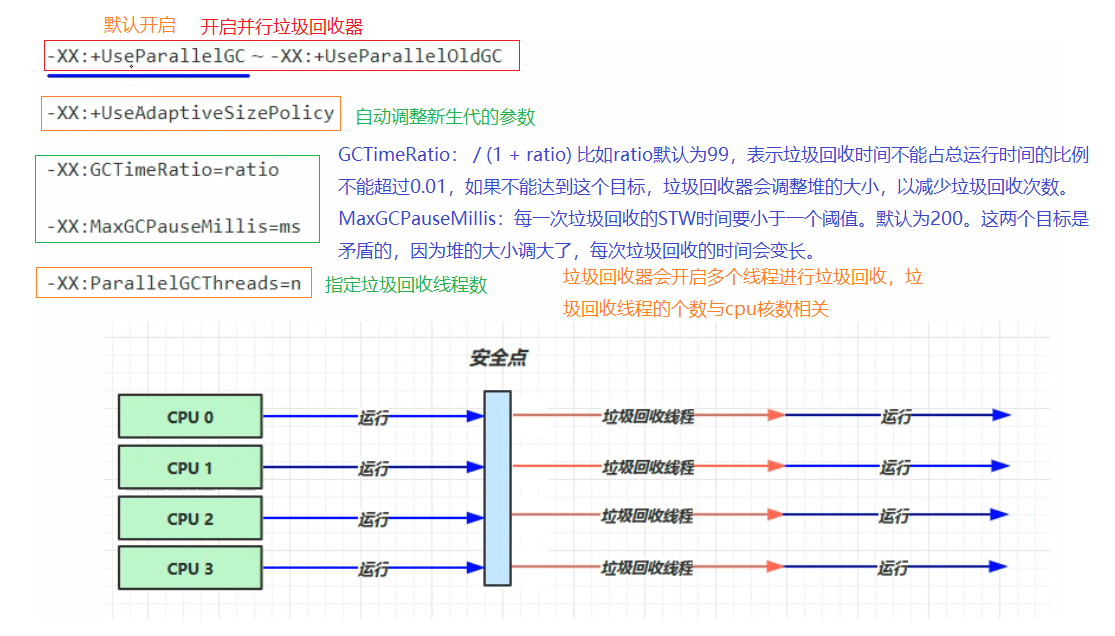 默认开启 开启并行垃圾回收器
-XX:+UseParallelGC ~ -XX:+UseParallelOldGC
-XX:+UseAdaptiveSizePolicy 自动调整新生代的参数
-XX:GCTimeRatio=ratio
-XX:MaxGCPauseMillis=ms
GCTimeRatio： / (1 + ratio) 比如ratio默认为99，表示垃圾回收时间不能占总运行时间的比例
不能超过0.01，如果不能达到这个目标，垃圾回收器会调整堆的大小，以减少垃圾回收次数。
MaxGCPauseMillis：每一次垃圾回收的STW时间要小于一个阈值。默认为200。这两个目标是
矛盾的，因为堆的大小调大了，每次垃圾回收的时间会变长。
-XX:ParallelGCThreads=n 指定垃圾回收线程数
垃圾回收器会开启多个线程进行垃圾回收，垃
圾回收线程的个数与cpu核数相关
安全点
CPU 0 运行 垃圾回收线程 运行
CPU 1 运行 垃圾回收线程 运行
CPU 2 运行 垃圾回收线程 运行
CPU 3 运行 垃圾回收线程 运行